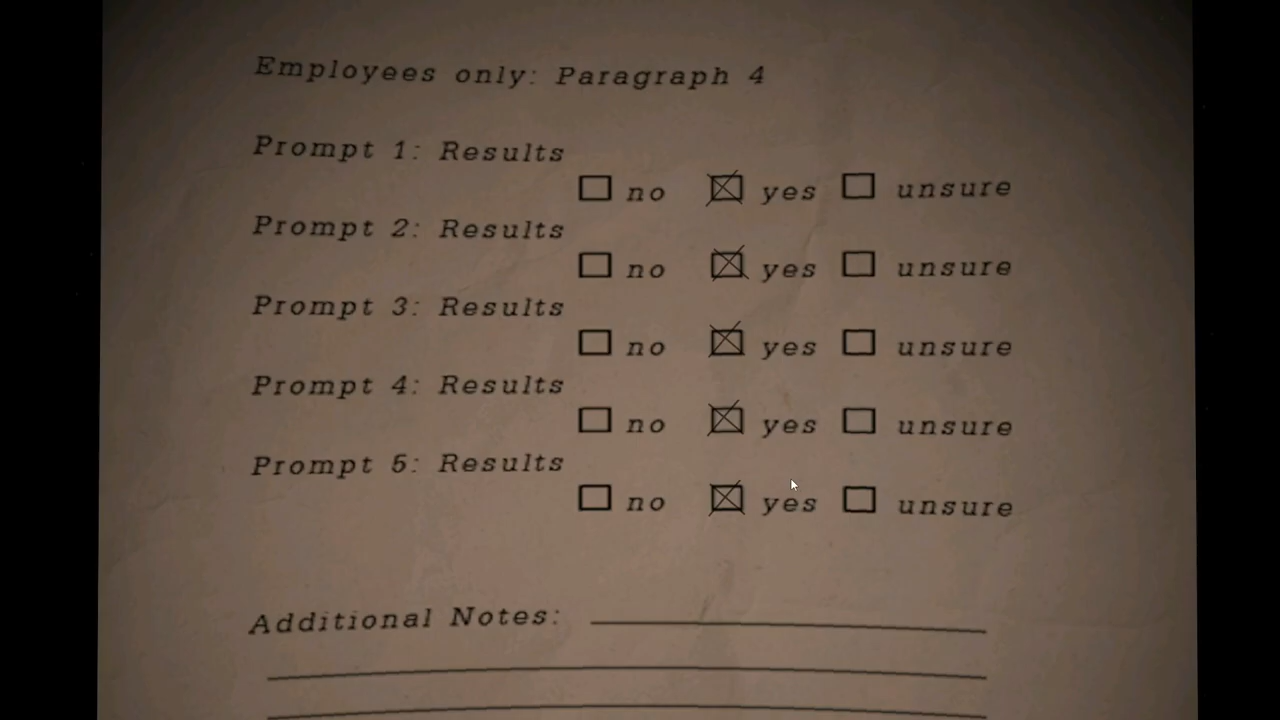 Employees only: Paragraph 4
Prompt 1: Results
no yes unsure
Prompt 2: Results
no yes unsure
Prompt 3: Results
no yes unsure
Prompt 4: Results
no yes unsure
Prompt 5: Results
no yes unsure
Additional Notes: